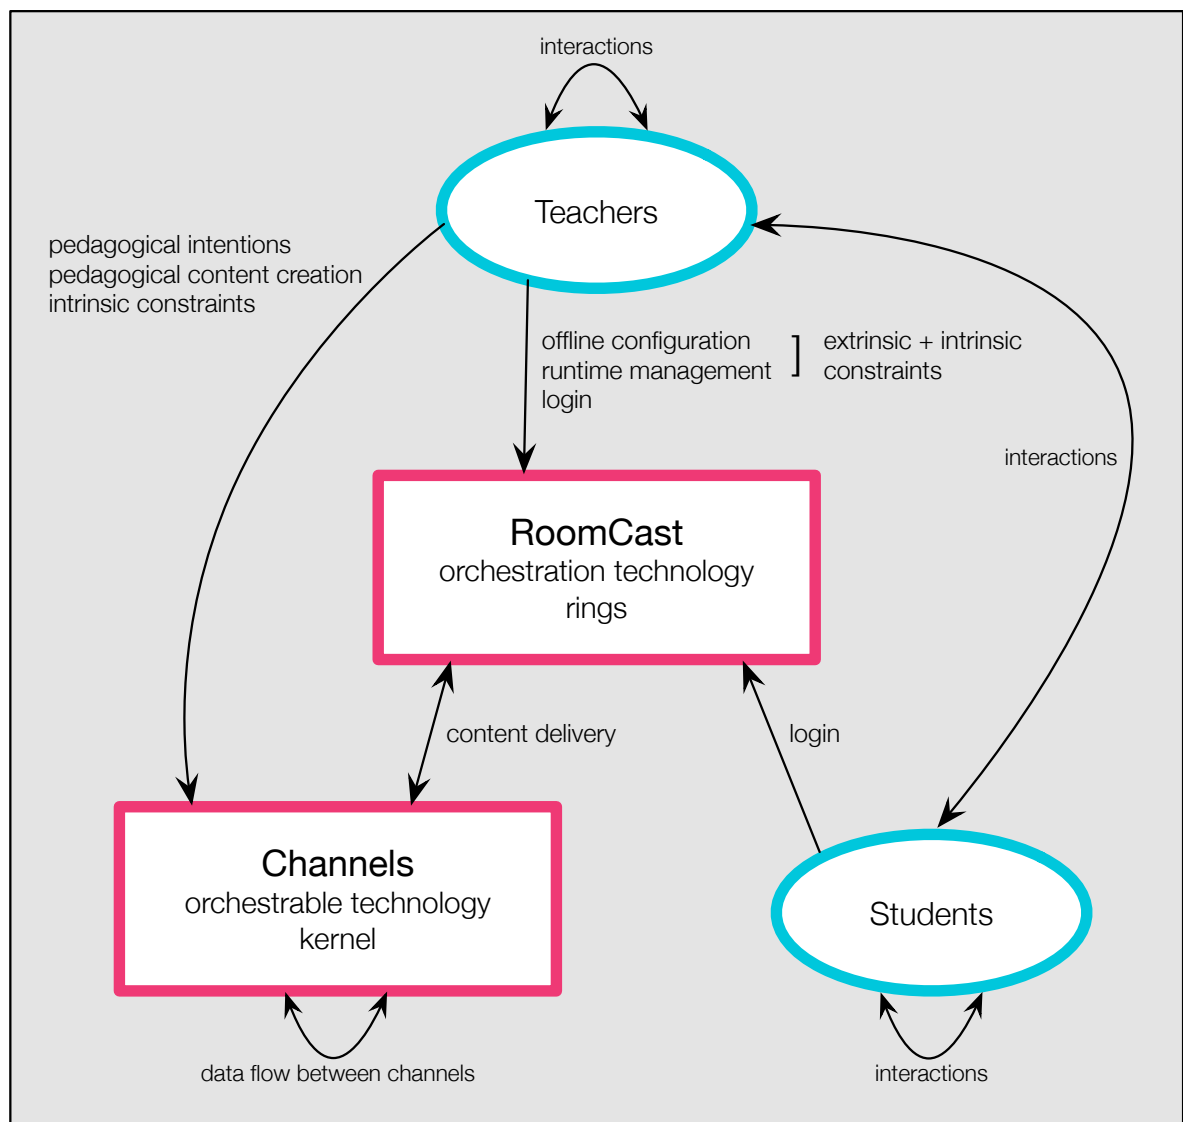 interactions
Teachers
pedagogical intentions
pedagogical content creation
intrinsic constraints
offline configuration
runtime management
login
]
extrinsic + intrinsic
constraints
interactions
RoomCast
orchestration technology
rings
content delivery
login
Channels
orchestrable technology
kernel
Students
data flow between channels
interactions